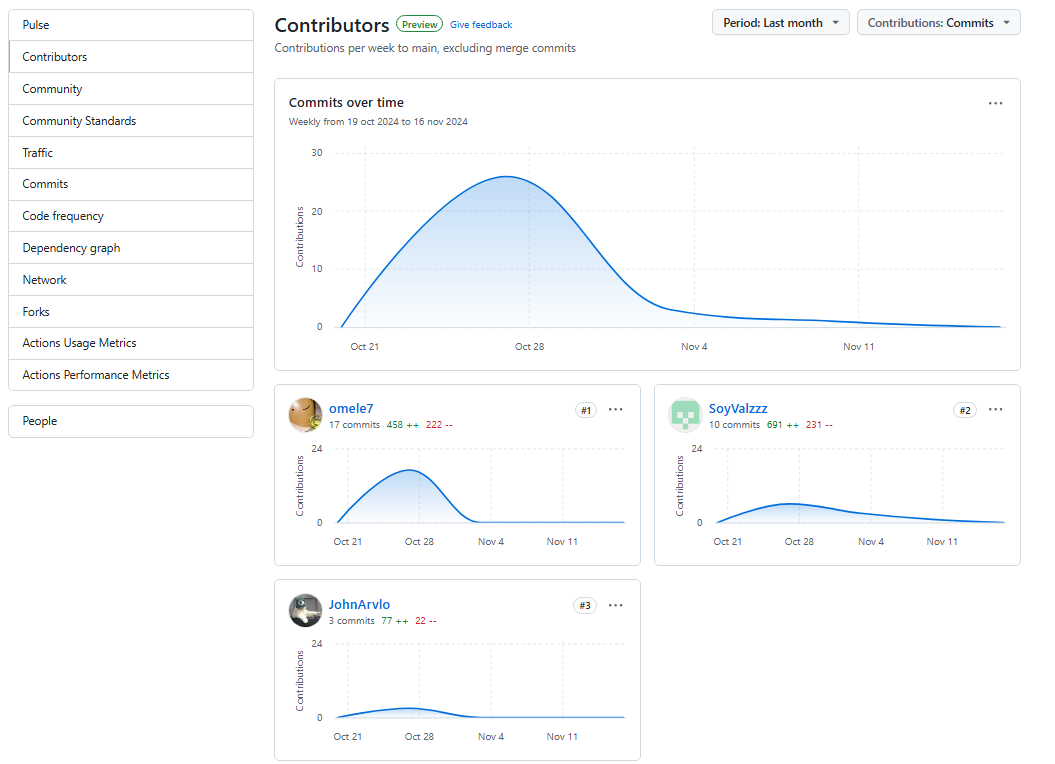 Pulse
Contributors
Community
Community Standards
Traffic
Commits
Code frequency
Dependency graph
Network
Forks
Actions Usage Metrics
Actions Performance Metrics
People
Contributors Preview Give feedback
Period: Last month
Contributions: Commits
Contributions per week to main, excluding merge commits
Commits over time
Weekly from 19 oct 2024 to 16 nov 2024
Contributions
30
20
10
0
Oct 21 Oct 28 Nov 4 Nov 11
omele7 #1
17 commits 458 ++ 222 --
Contributions
24
0
Oct 21 Oct 28 Nov 4 Nov 11
SoyValzzz #2
10 commits 691 ++ 231 --
Contributions
24
0
Oct 21 Oct 28 Nov 4 Nov 11
JohnArvlo #3
3 commits 77 ++ 22 --
Contributions
24
0
Oct 21 Oct 28 Nov 4 Nov 11